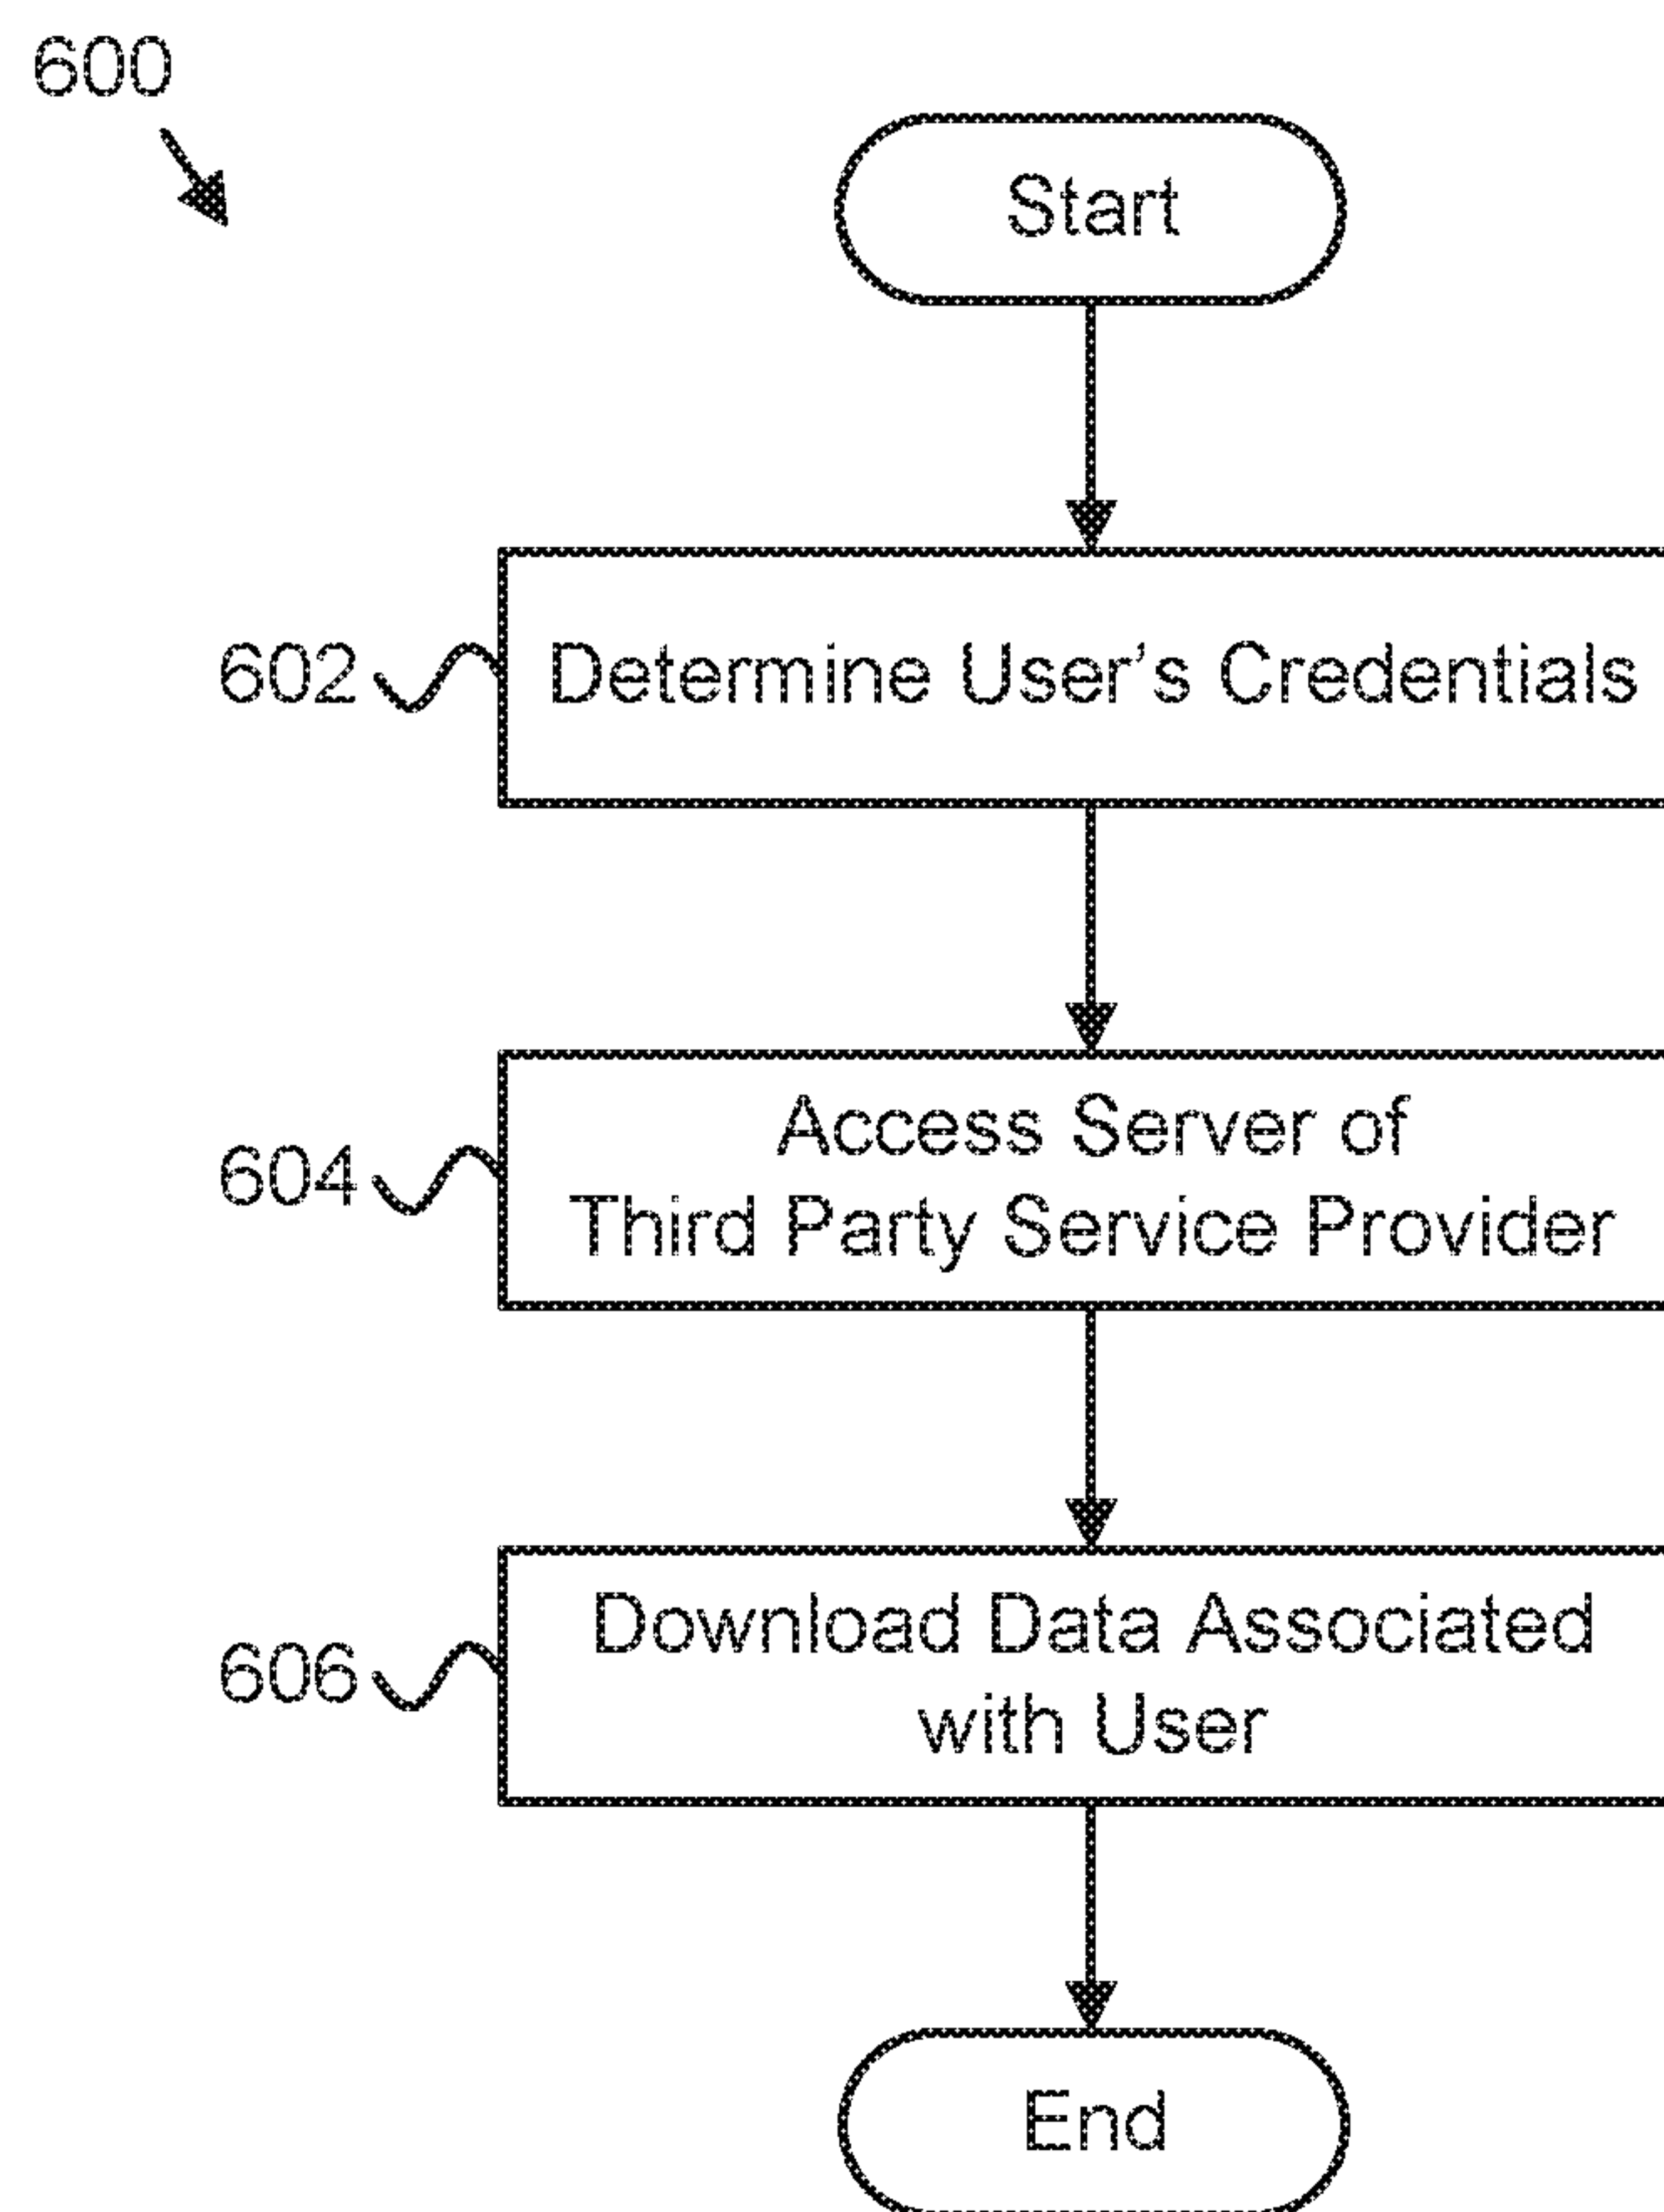 600
Start
602
Determine User’s Credentials
604
Access Server of
Third Party Service Provider
606
Download Data Associated
with User
End